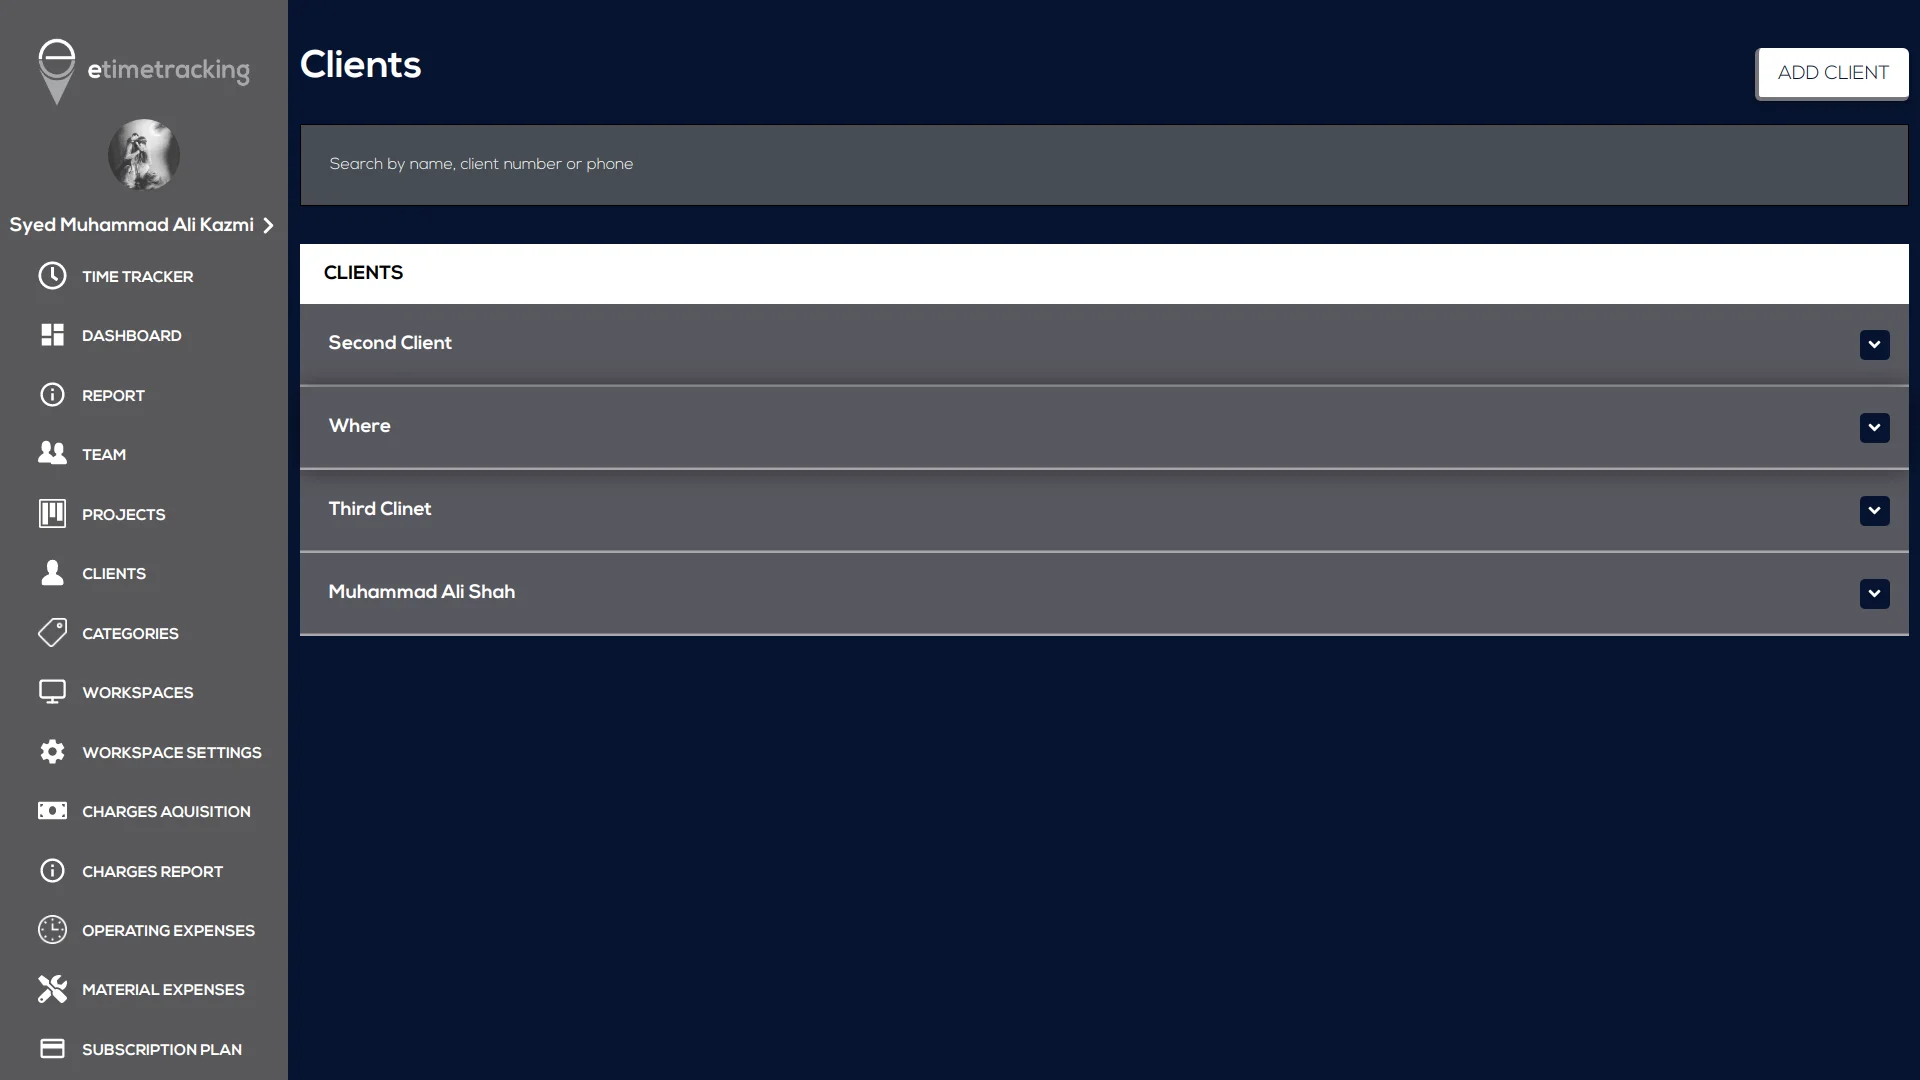 etimetracking
Syed Muhammad Ali Kazmi
TIME TRACKER
DASHBOARD
REPORT
TEAM
PROJECTS
CLIENTS
CATEGORIES
WORKSPACES
WORKSPACE SETTINGS
CHARGES AQUISITION
CHARGES REPORT
OPERATING EXPENSES
MATERIAL EXPENSES
SUBSCRIPTION PLAN
Clients
ADD CLIENT
Search by name, client number or phone
CLIENTS
Second Client
Where
Third Clinet
Muhammad Ali Shah